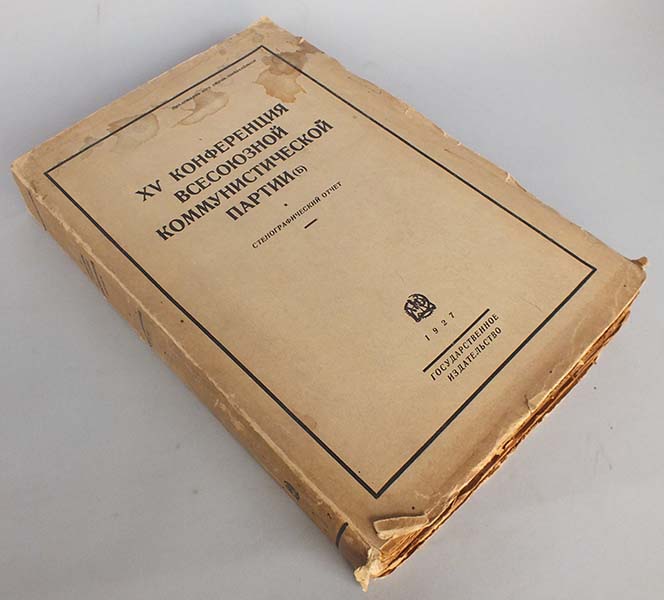 XV КОНФЕРЕНЦИЯ
ВСЕСОЮЗНОЙ
КОММУНИСТИЧЕСКОЙ
ПАРТИИ (Б)
СТЕНОГРАФИЧЕСКИЙ ОТЧЕТ
1927
ГОСУДАРСТВЕННОЕ
ИЗДАТЕЛЬСТВО